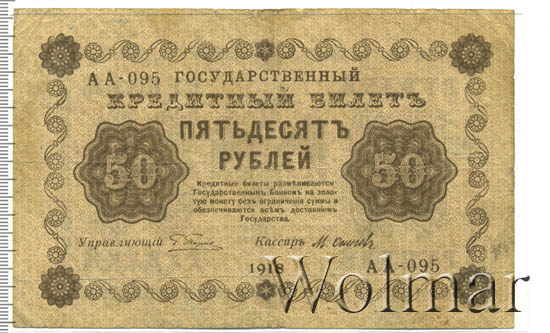 АА-095 ГОСУДАРСТВЕННЫЙ
КРЕДИТНЫЙ БИЛЕТЪ
ПЯТЬДЕСЯТЪ
РУБЛЕЙ
50
50
Кредитные билеты размѣниваются
Государственнымъ Банкомъ на золо-
тую монету безъ ограниченія суммы и
обезпечиваются всѣмъ достояніемъ
Государства.
Управляющій
Кассиръ
1918 АА-095
Wolmar